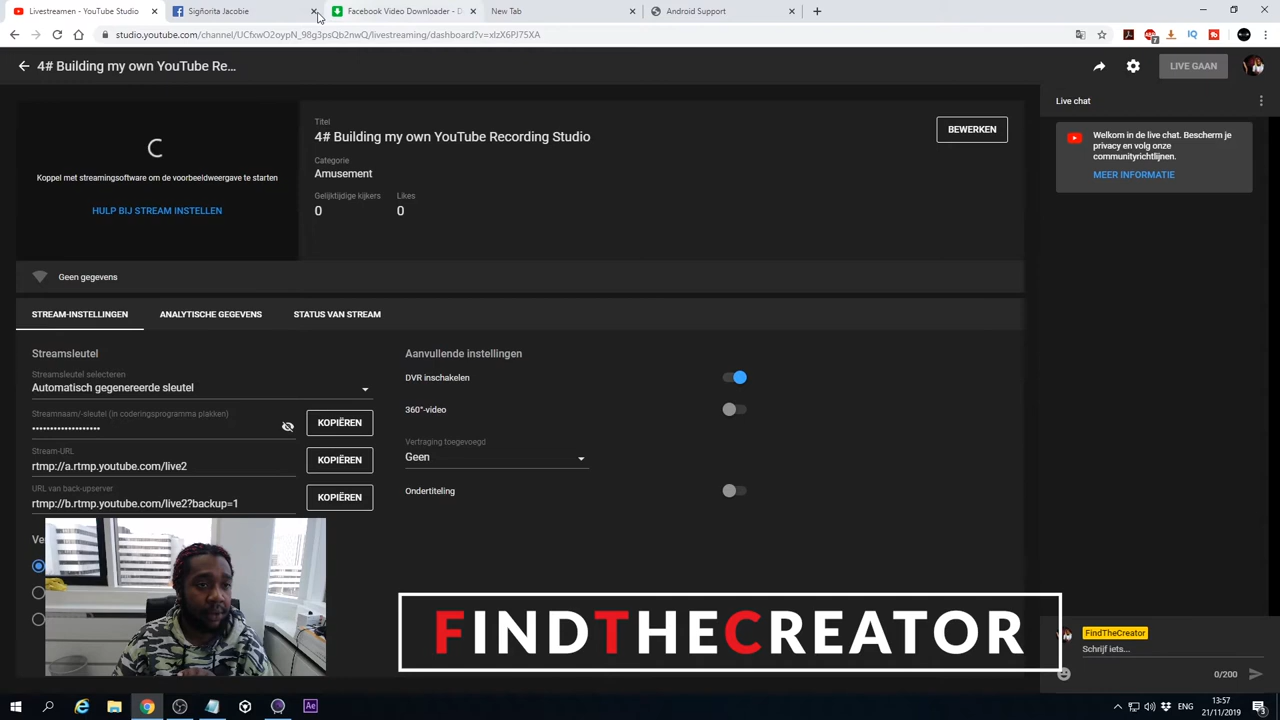 Livestreamen - YouTube Studio
Sigñorita Jacobie
Facebook Video Downloader - D
New Tab
Android Support
studio.youtube.com/channel/UCfxwO2oypN_98g3psQb2nwQ/livestreaming/dashboard?v=xIzX6PJ75XA
4# Building my own YouTube Re...
LIVE GAAN
Koppel met streamingsoftware om de voorbeeldweergave te starten
HULP BIJ STREAM INSTELLEN
Titel
4# Building my own YouTube Recording Studio
Categorie
Amusement
Gelijktijdige kijkers
Likes
0
0
BEWERKEN
Live chat
Welkom in de live chat. Bescherm je
privacy en volg onze
communityrichtlijnen.
MEER INFORMATIE
Geen gegevens
STREAM-INSTELLINGEN
ANALYTISCHE GEGEVENS
STATUS VAN STREAM
Streamsleutel
Streamsleutel selecteren
Automatisch gegenereerde sleutel
Streamnaam/-sleutel (in coderingsprogramma plakken)
KOPIËREN
Stream-URL
rtmp://a.rtmp.youtube.com/live2
KOPIËREN
URL van back-upserver
rtmp://b.rtmp.youtube.com/live2?backup=1
KOPIËREN
Aanvullende instellingen
DVR inschakelen
360°-video
Vertraging toegevoegd
Geen
Ondertiteling
FINDTHECREATOR
FindTheCreator
Schrijf iets...
0/200
Ae
ENG
13:57
21/11/2019